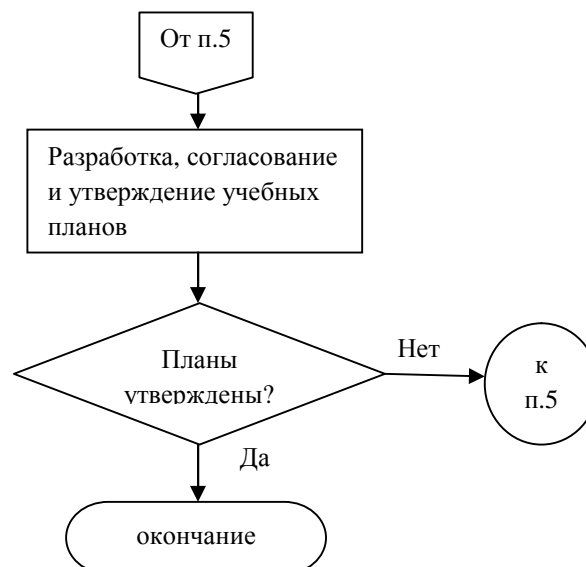 От п.5
Разработка, согласование
и утверждение учебных
планов
Планы
утверждены?
Нет
к
п.5
Да
окончание